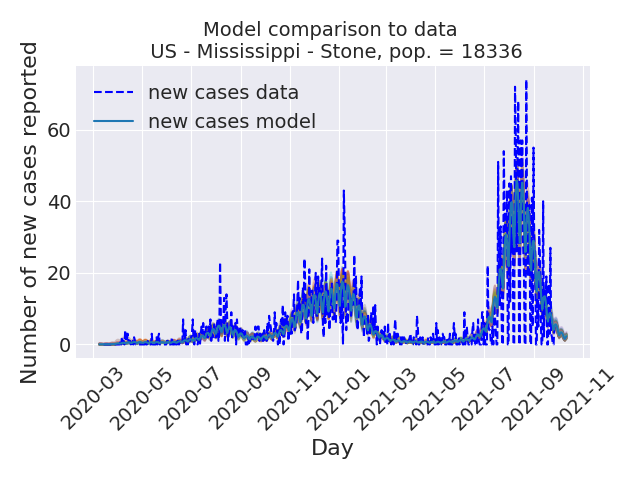 Model comparison to data
US - Mississippi - Stone, pop. = 18336
new cases data
new cases model
Number of new cases reported
60
40
20
0
2020-03
2020-05
2020-07
2020-09
2020-11
2021-01
2021-03
2021-05
2021-07
2021-09
2021-11
Day